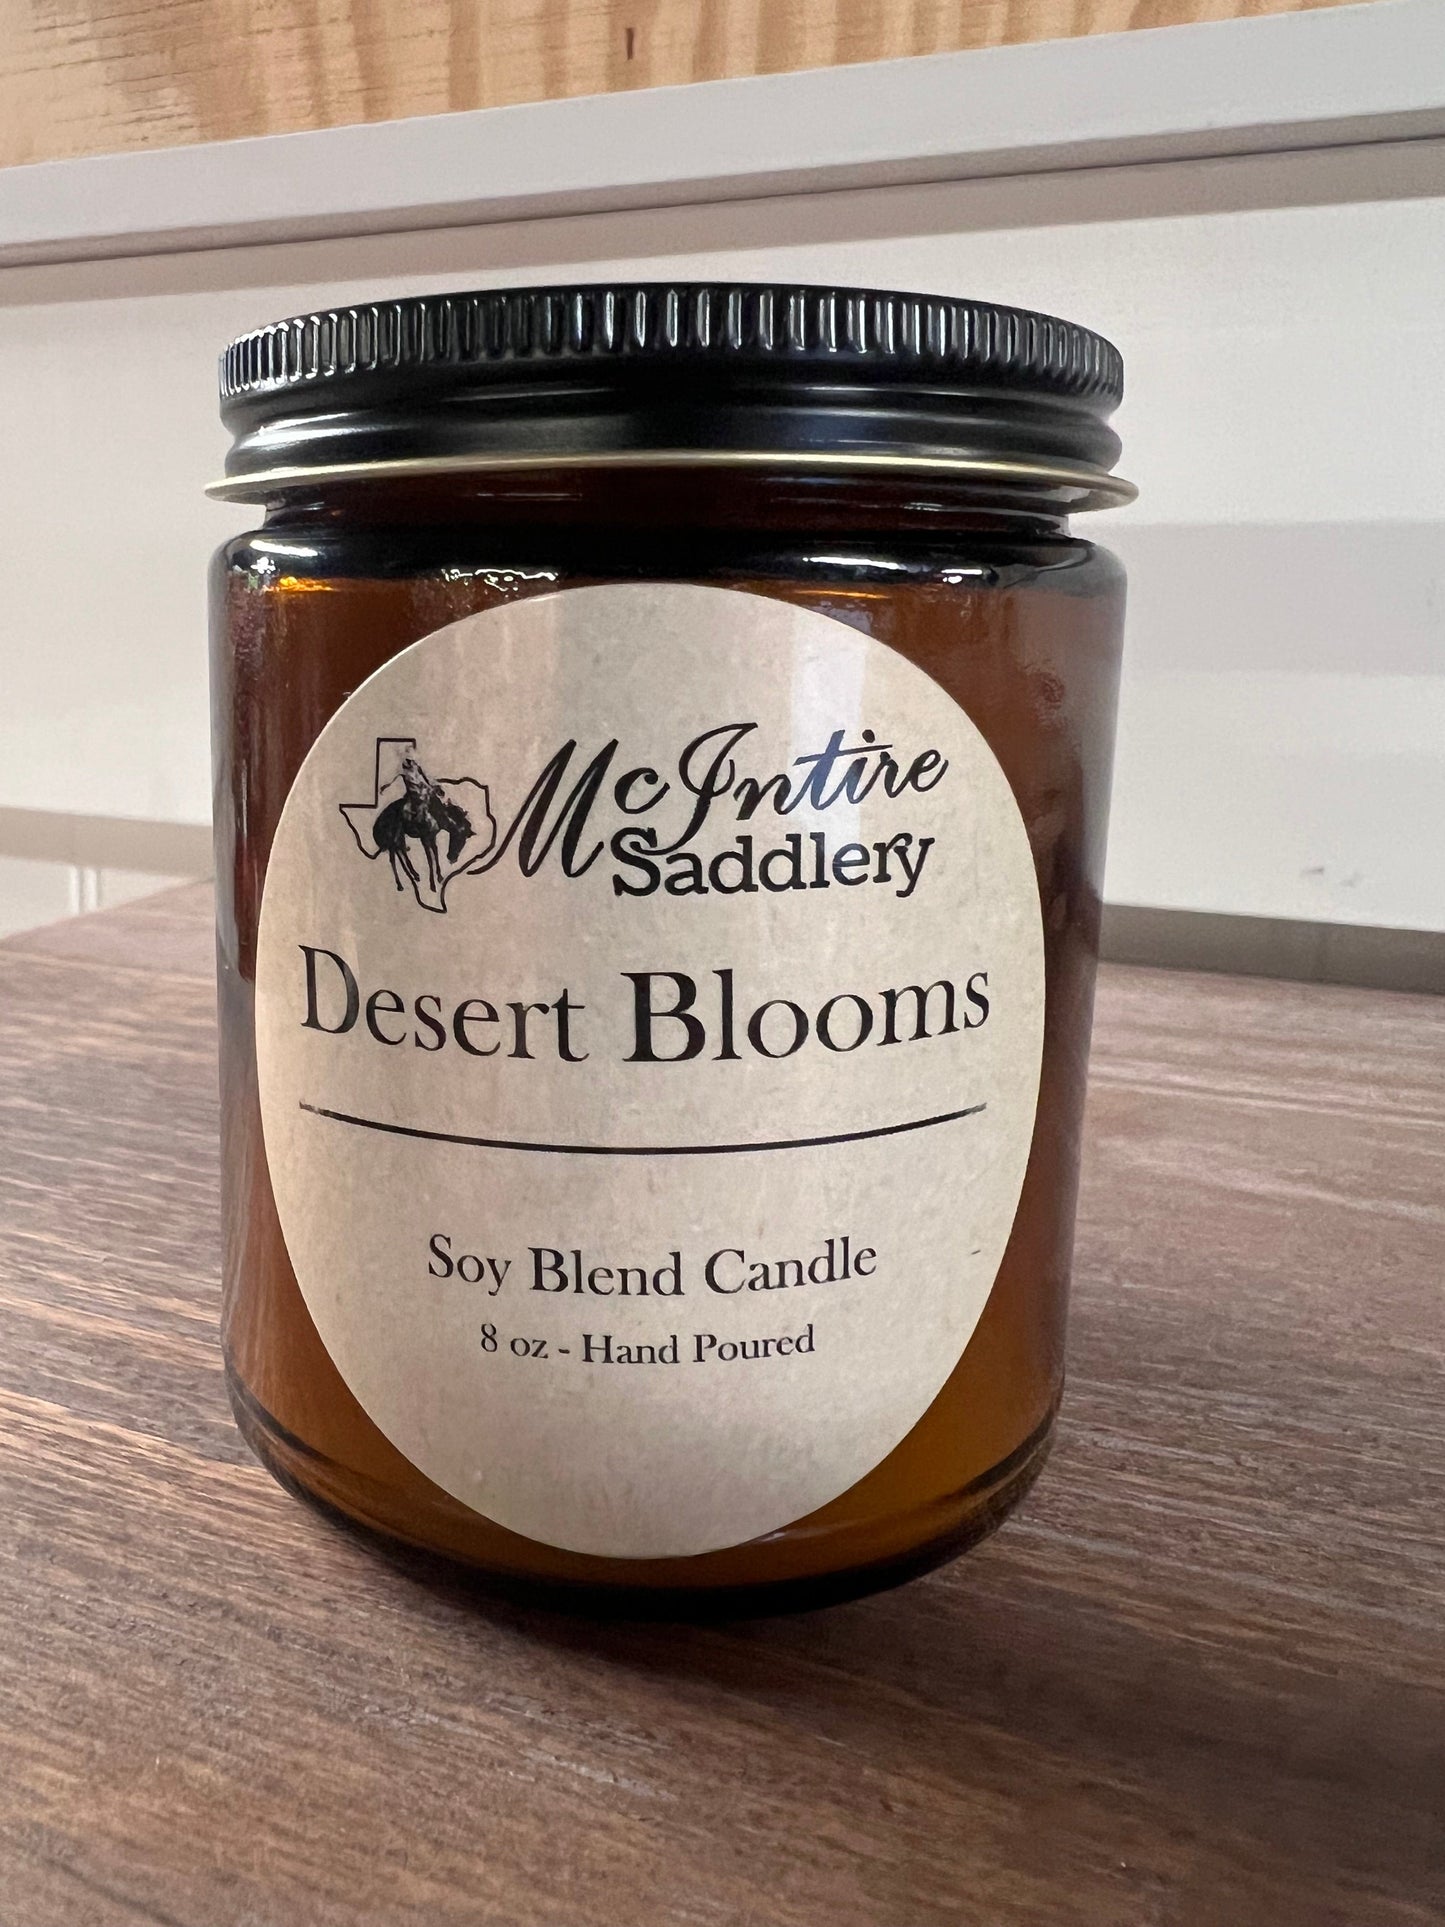 McIntire
Saddlery
Desert Blooms
Soy Blend Candle
8 oz - Hand Poured